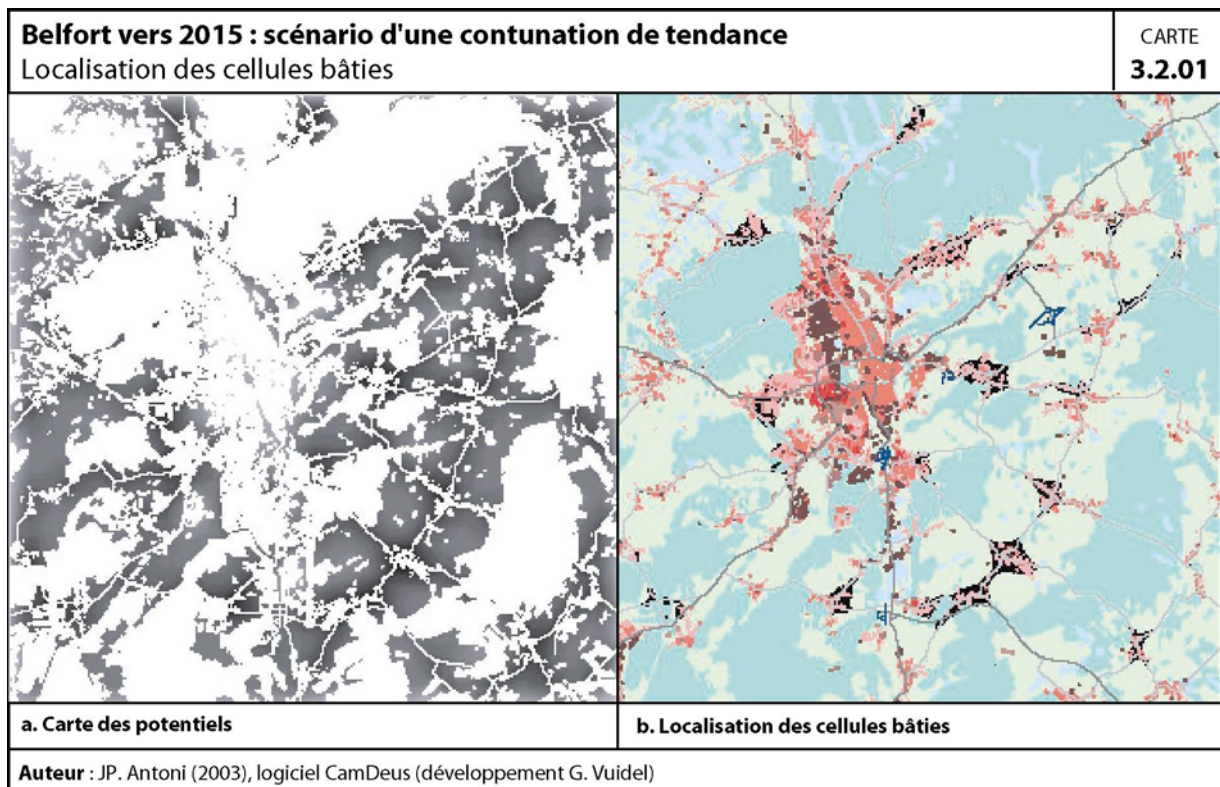 Belfort vers 2015 : scénario d'une contunation de tendance
Localisation des cellules bâties
CARTE
3.2.01
a. Carte des potentiels
b. Localisation des cellules bâties
Auteur : JP. Antoni (2003), logiciel CamDeus (développement G. Vuidel)